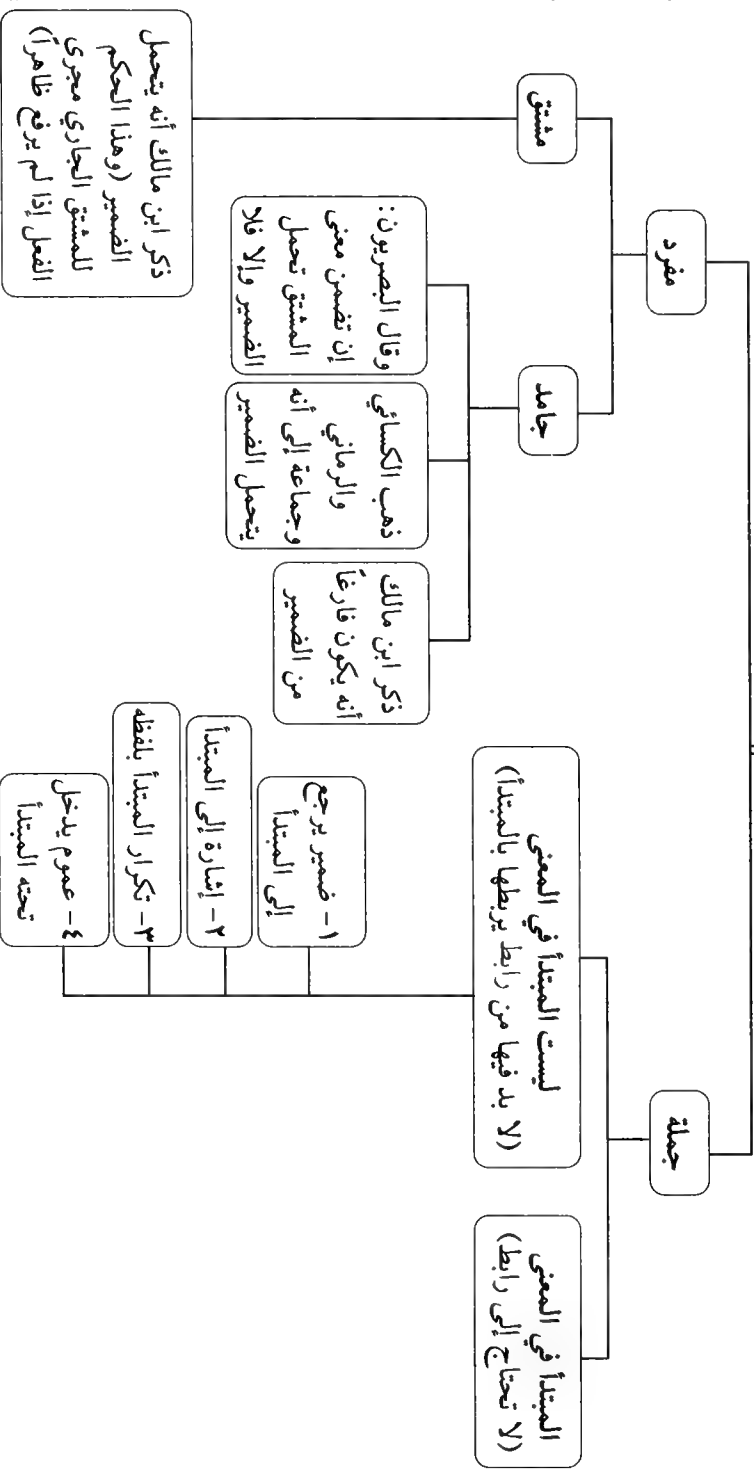 مفرد
جملة
مشتق
جامد
ذكر ابن مالك أنه يتحمل
الضمير (وهذا الحكم
للمشتق الجاري مجرى
الفعل إذا لم يرفع ظاهراً)
وقال البصريون:
إن تضمن معنى
المشتق تحمل
الضمير وإلا فلا
ذهب الكسائي
والرماني
وجماعة إلى أنه
يتحمل الضمير
ذكر ابن مالك
أنه يكون فارغاً
من الضمير
ليست المبتدأ في المعنى
(لا بد فيها من رابط يربطها بالمبتدأ)
المبتدأ في المعنى
(لا تحتاج إلى رابط)
١- ضمير يرجع
إلى المبتدأ
٢- إشارة إلى المبتدأ
٣- تكرار المبتدأ بلفظه
٤- عموم يدخل
تحته المبتدأ